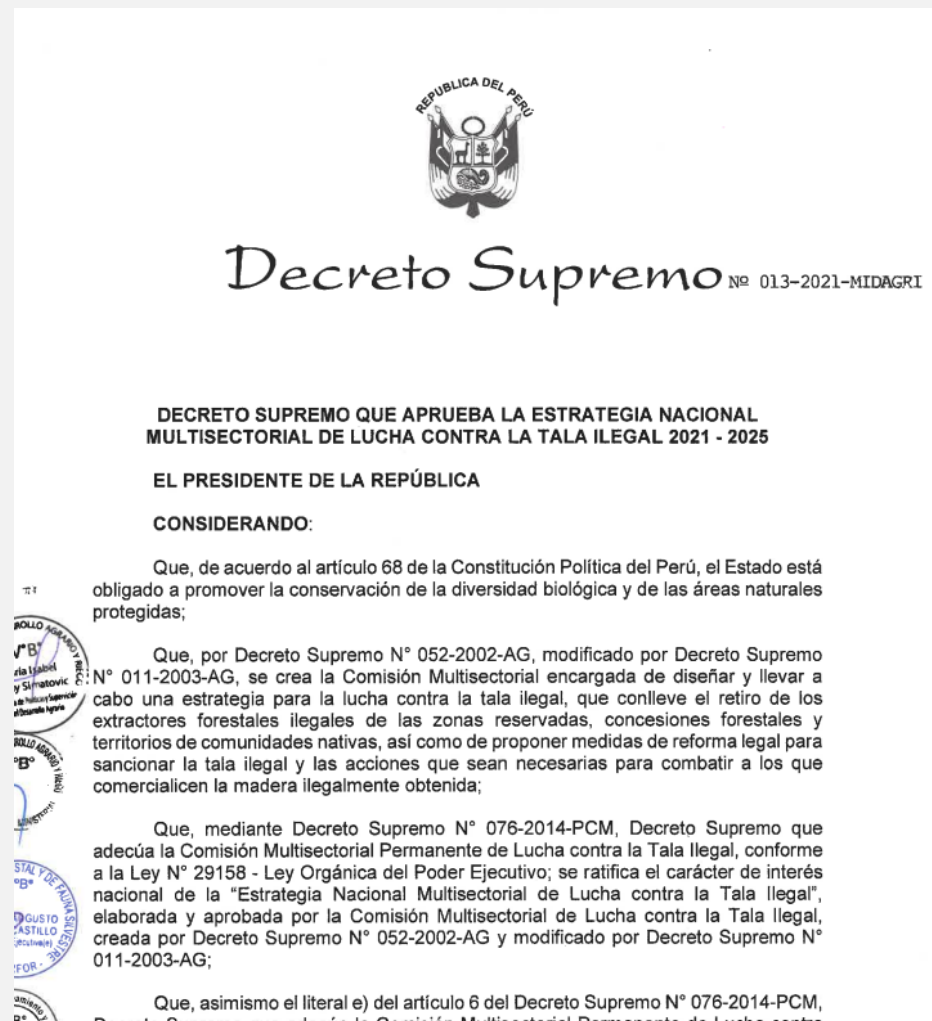 REPUBLICA DEL PERÚ
Decreto Supremo Nº 013-2021-MIDAGRI
DECRETO SUPREMO QUE APRUEBA LA ESTRATEGIA NACIONAL
MULTISECTORIAL DE LUCHA CONTRA LA TALA ILEGAL 2021 - 2025
EL PRESIDENTE DE LA REPÚBLICA
CONSIDERANDO:
Que, de acuerdo al artículo 68 de la Constitución Política del Perú, el Estado está
obligado a promover la conservación de la diversidad biológica y de las áreas naturales
protegidas;
Que, por Decreto Supremo N° 052-2002-AG, modificado por Decreto Supremo
N° 011-2003-AG, se crea la Comisión Multisectorial encargada de diseñar y llevar a
cabo una estrategia para la lucha contra la tala ilegal, que conlleve el retiro de los
extractores forestales ilegales de las zonas reservadas, concesiones forestales y
territorios de comunidades nativas, así como de proponer medidas de reforma legal para
sancionar la tala ilegal y las acciones que sean necesarias para combatir a los que
comercialicen la madera ilegalmente obtenida;
Que, mediante Decreto Supremo N° 076-2014-PCM, Decreto Supremo que
adecúa la Comisión Multisectorial Permanente de Lucha contra la Tala Ilegal, conforme
a la Ley N° 29158 - Ley Orgánica del Poder Ejecutivo; se ratifica el carácter de interés
nacional de la “Estrategia Nacional Multisectorial de Lucha contra la Tala Ilegal”,
elaborada y aprobada por la Comisión Multisectorial de Lucha contra la Tala Ilegal,
creada por Decreto Supremo N° 052-2002-AG y modificado por Decreto Supremo N°
011-2003-AG;
Que, asimismo el literal e) del artículo 6 del Decreto Supremo N° 076-2014-PCM,